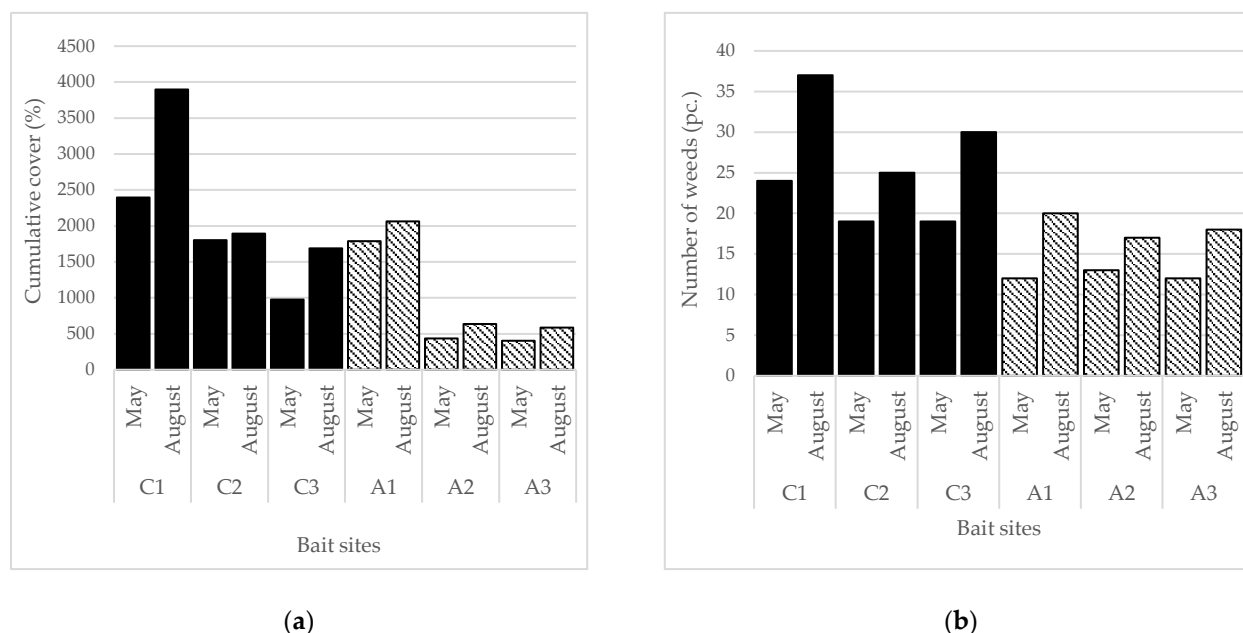 4500
4000
3500
3000
2500
2000
1500
1000
500
0
Cumulative cover (%)
May August May August May August May August May August May August
C1 C2 C3 A1 A2 A3
Bait sites
(a)
40
35
30
25
20
15
10
5
0
Number of weeds (pc.)
May August May August May August May August May August May August
C1 C2 C3 A1 A2 A3
Bait sites
(b)